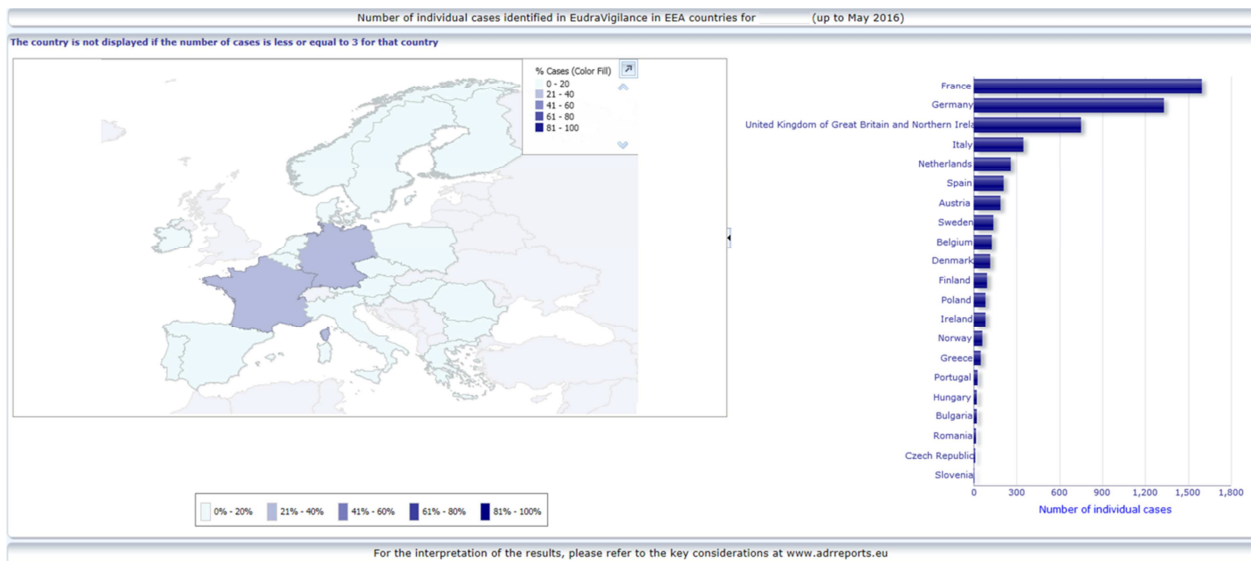 Number of individual cases identified in EudraVigilance in EEA countries for (up to May 2016)
The country is not displayed if the number of cases is less or equal to 3 for that country
% Cases (Color Fill)
0 - 20
21 - 40
41 - 60
61 - 80
81 - 100
France
Germany
United Kingdom of Great Britain and Northern Irel
Italy
Netherlands
Spain
Austria
Sweden
Belgium
Denmark
Finland
Poland
Ireland
Norway
Greece
Portugal
Hungary
Bulgaria
Romania
Czech Republic
Slovenia
0 300 600 900 1,200 1,500 1,800
Number of individual cases
0% - 20% 21% - 40% 41% - 60% 61% - 80% 81% - 100%
For the interpretation of the results, please refer to the key considerations at www.adrreports.eu